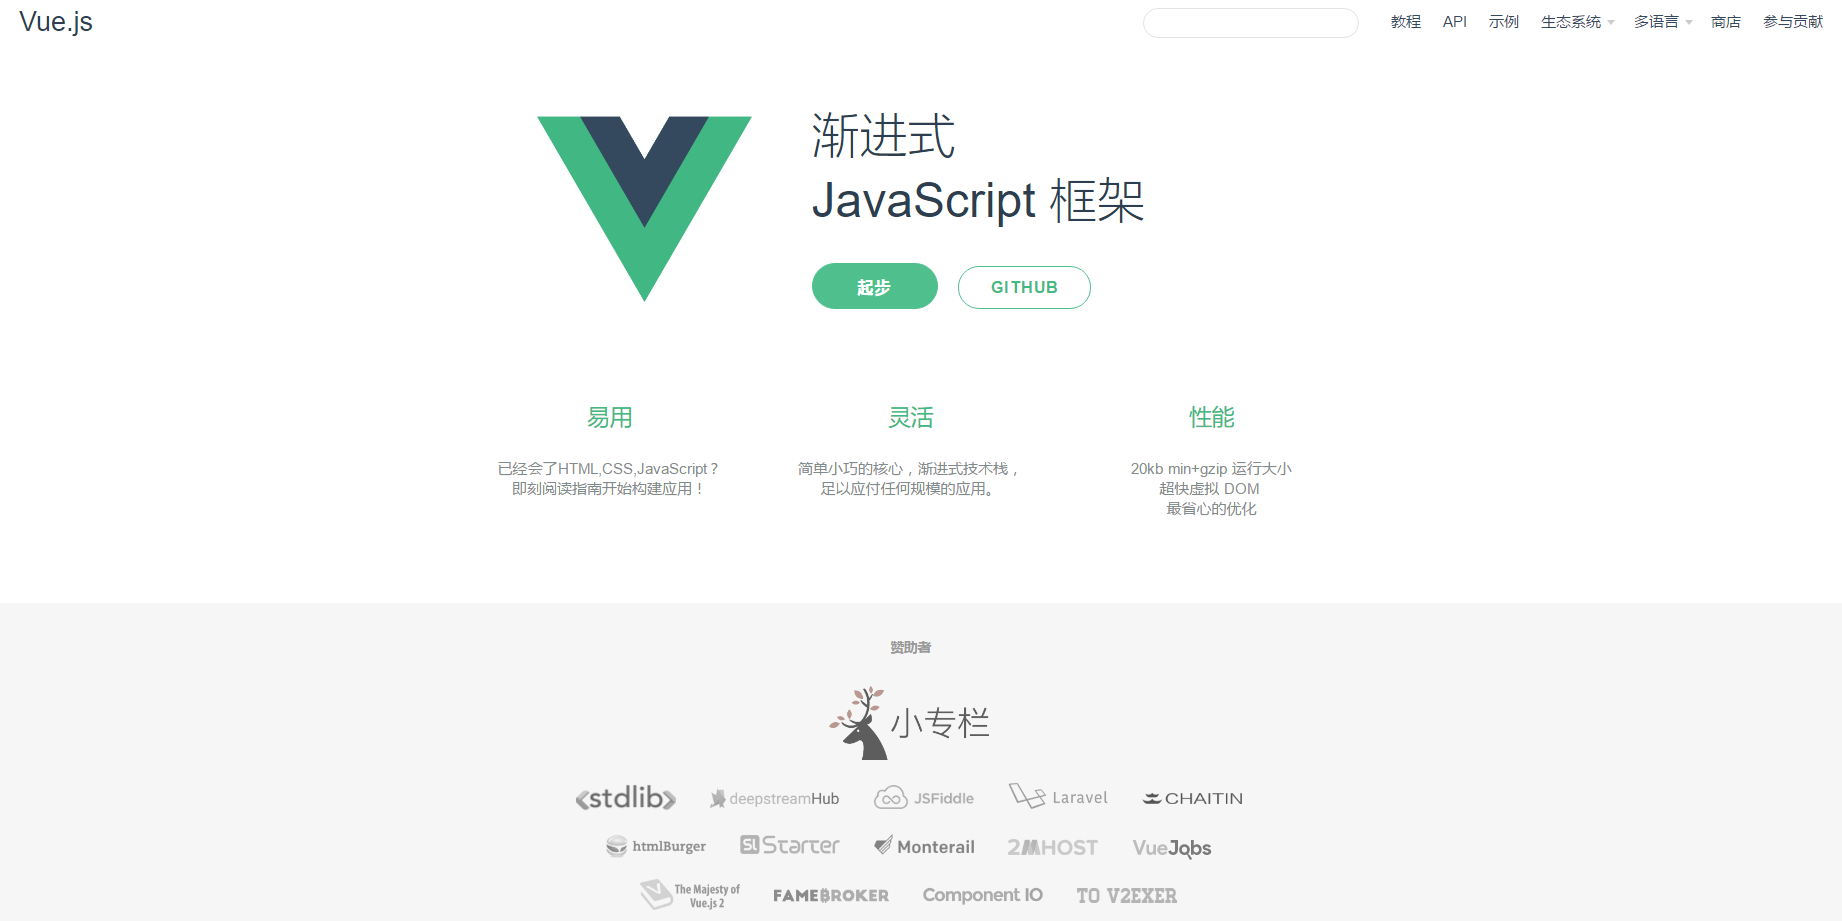 Vue.js
教程 API 示例 生态系统 多语言 商店 参与贡献
渐进式
JavaScript 框架
起步 GITHUB
易用
已经会了HTML,CSS,JavaScript？
即刻阅读指南开始构建应用！
灵活
简单小巧的核心，渐进式技术栈，
足以应付任何规模的应用。
性能
20kb min+gzip 运行大小
超快虚拟 DOM
最省心的优化
赞助者
小专栏
<stdlib> deepstreamHub JSFiddle Laravel CHAITIN
htmlBurger SL Starter Monterail 2MHOST VueJobs
The Majesty of
Vue.js 2
FAMEBROKER Component IO TO V2EXER